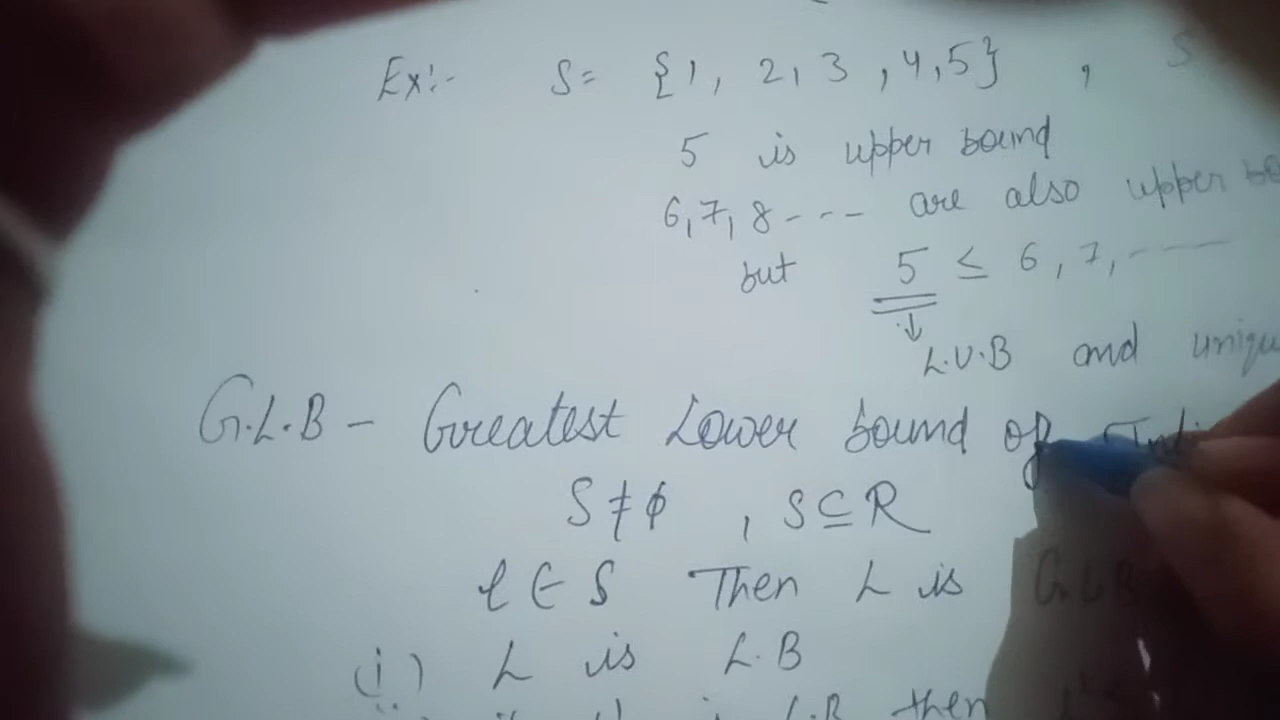 Ex:- S= {1, 2, 3, 4, 5} , S
5 is upper bound
6, 7, 8 ---- are also upper
but 5 ≤ 6, 7, ------
↓
L.U.B and
G.L.B - Greatest Lower bound of
S ≠ ϕ , S ⊆ R
l ∈ S Then L is G.L.B
(i) L is L.B
L.B then